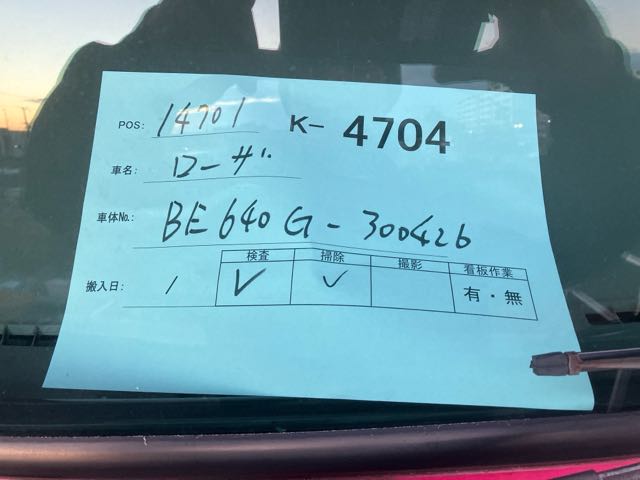 POS: 14701 K- 4704
車名: ローザ
車体No.: BE640G-300426
検査 掃除 撮影 看板作業
搬入日: / ✓ ✓ 有・無